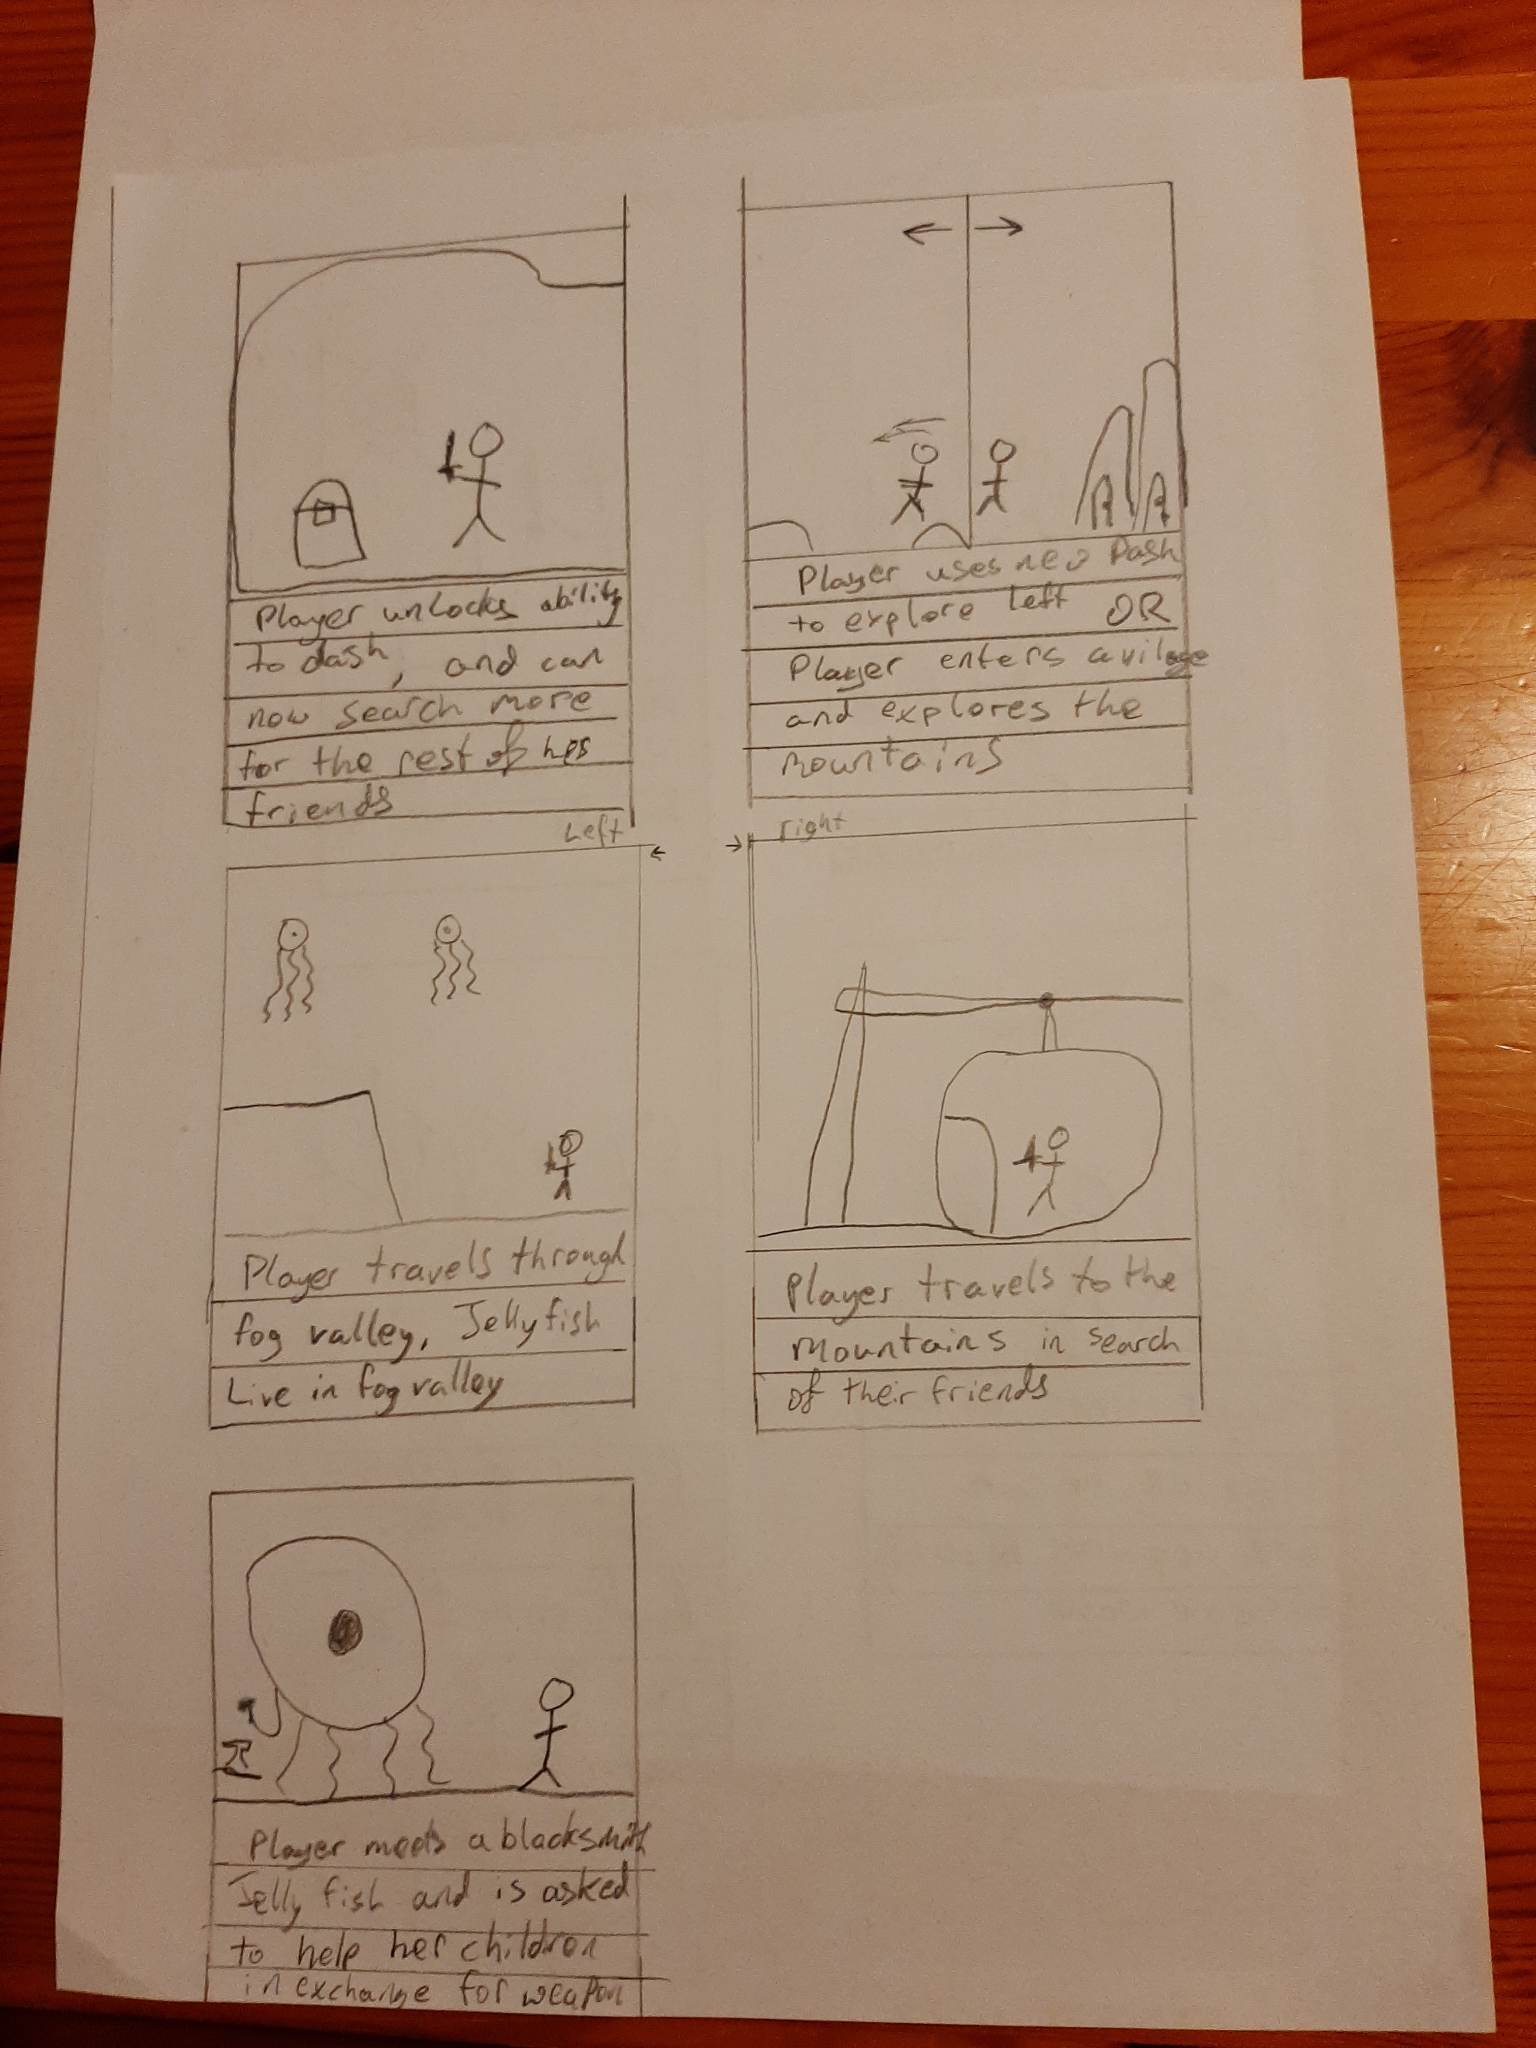 Player unlocks ability
to dash, and can
now search more
for the rest of
friends
Player uses new Dash
to explore left OR
Player enters a vilage
and explores the
mountains
Left
right
Player travels through
fog valley, Jellyfish
Live in fog valley
Player travels to the
mountains in search
of their friends
Player meets a blacksmith
Jelly fish and is asked
to help her children
in exchange for weapon